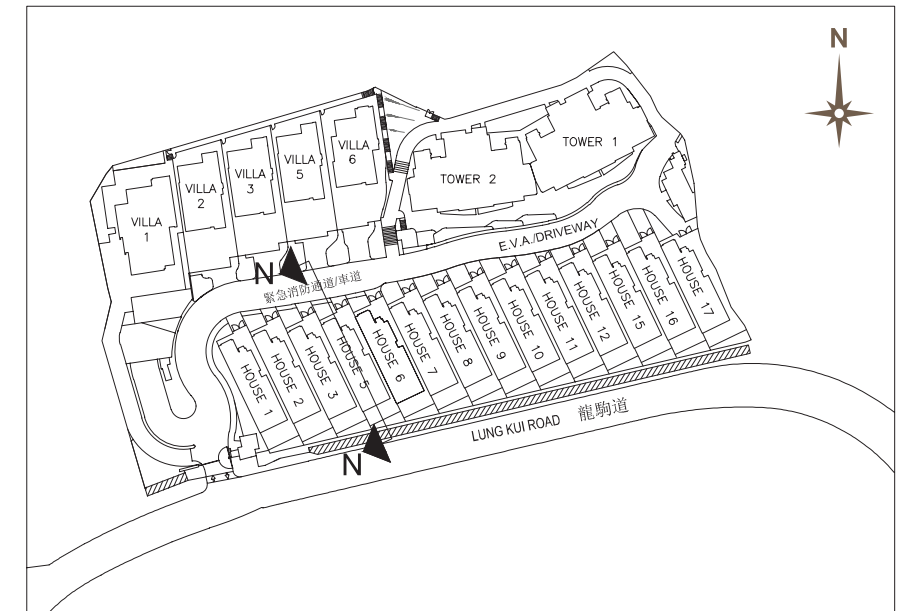 N
TOWER 1
TOWER 2
VILLA
6
VILLA
5
VILLA
3
VILLA
2
VILLA
1
E.V.A./DRIVEWAY
N
緊急消防通道/車道
HOUSE 1
HOUSE 2
HOUSE 3
HOUSE 5
HOUSE 6
HOUSE 7
HOUSE 8
HOUSE 9
HOUSE 10
HOUSE 11
HOUSE 12
HOUSE 15
HOUSE 16
HOUSE 17
LUNG KUI ROAD 龍駒道
N